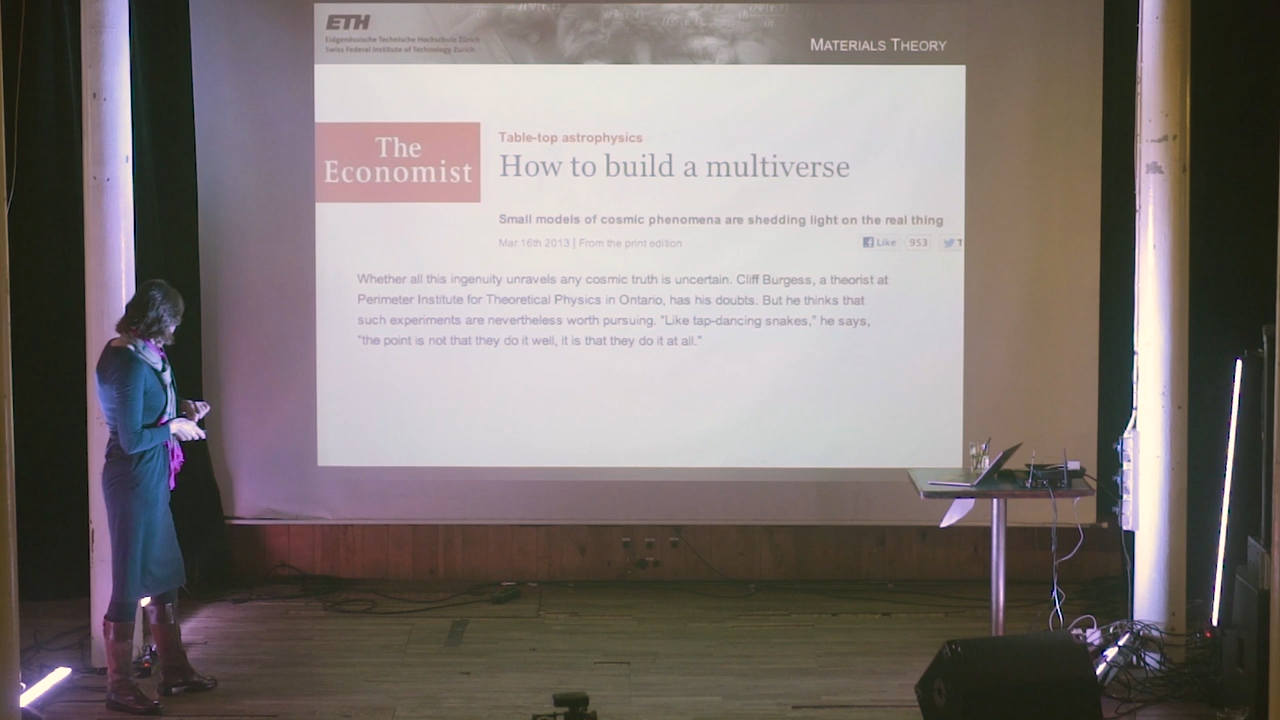 ETH
Eidgenössische Technische Hochschule Zürich
Swiss Federal Institute of Technology Zurich
MATERIALS THEORY
The
Economist
Table-top astrophysics
How to build a multiverse
Small models of cosmic phenomena are shedding light on the real thing
Mar 16th 2013 | From the print edition
Like 953 T
Whether all this ingenuity unravels any cosmic truth is uncertain. Cliff Burgess, a theorist at
Perimeter Institute for Theoretical Physics in Ontario, has his doubts. But he thinks that
such experiments are nevertheless worth pursuing. "Like tap-dancing snakes," he says,
"the point is not that they do it well, it is that they do it at all."